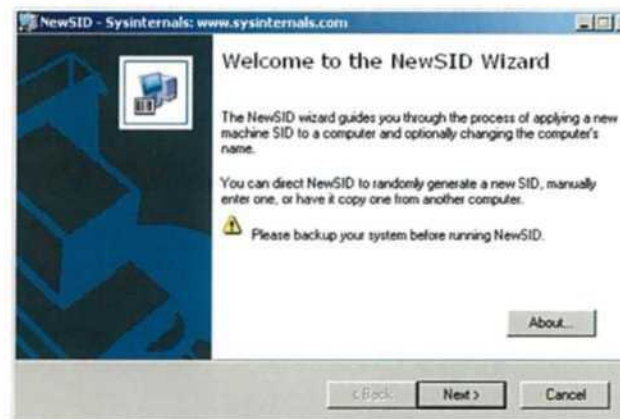 NewSID - Sysinternals: www.sysinternals.com
Welcome to the NewSID Wizard
The NewSID wizard guides you through the process of applying a new
machine SID to a computer and optionally changing the computer's
name.
You can direct NewSID to randomly generate a new SID, manually
enter one, or have it copy one from another computer.
Please backup your system before running NewSID.
About...
< Back
Next >
Cancel